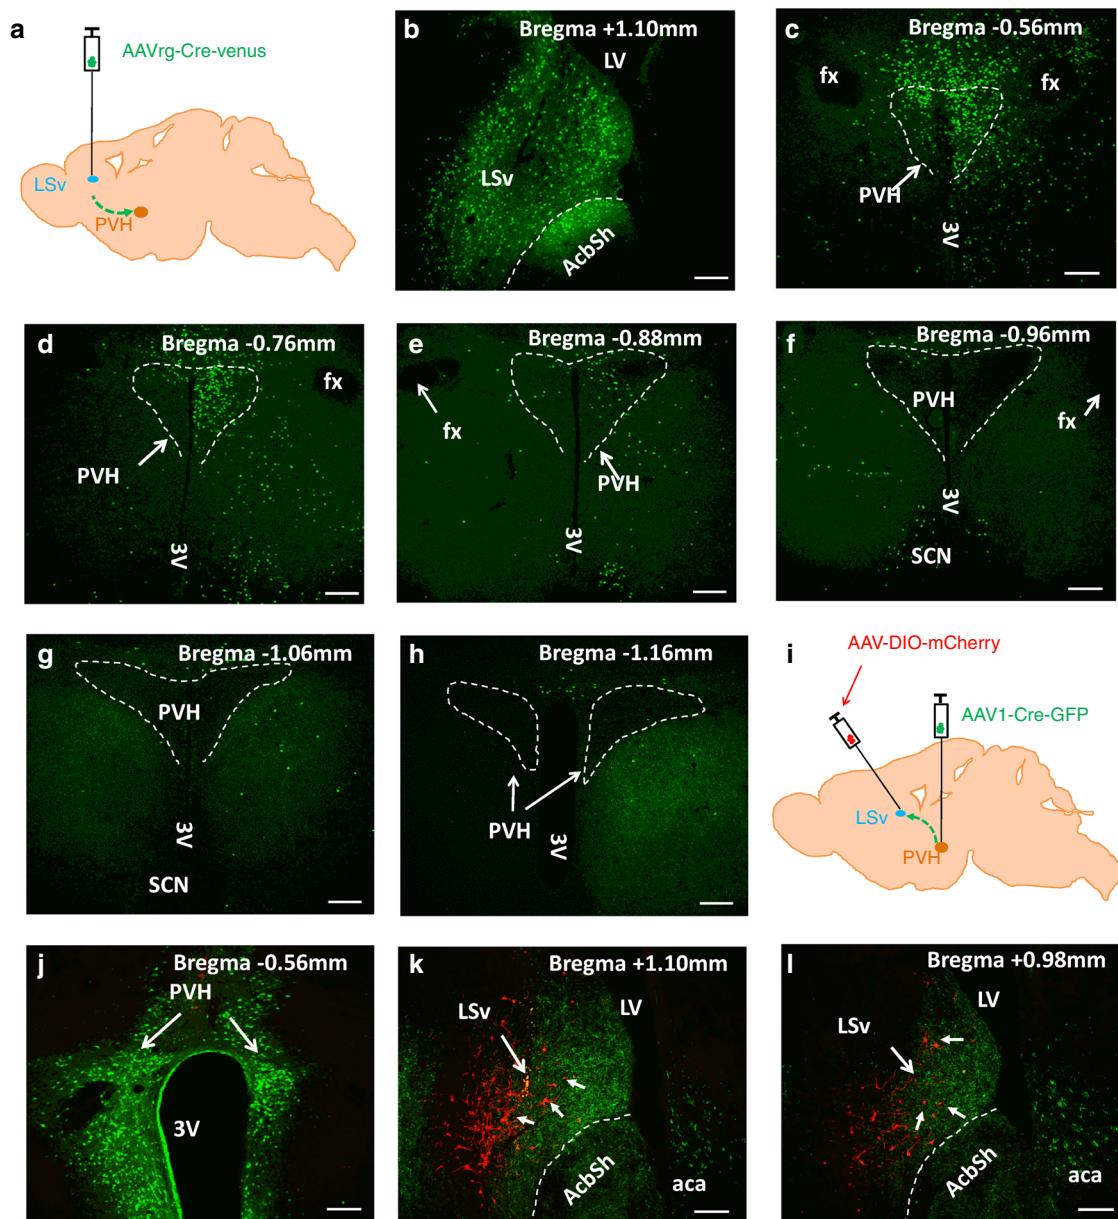 a
AAVrg-Cre-venus
LSv
PVH
b
Bregma +1.10mm
LV
LSv
AcbSh
c
Bregma -0.56mm
fx
fx
PVH
3V
d
Bregma -0.76mm
fx
PVH
3V
e
Bregma -0.88mm
fx
PVH
3V
f
Bregma -0.96mm
PVH
fx
3V
SCN
g
Bregma -1.06mm
PVH
3V
SCN
h
Bregma -1.16mm
PVH
3V
i
AAV-DIO-mCherry
AAV1-Cre-GFP
LSv
PVH
j
Bregma -0.56mm
PVH
3V
k
Bregma +1.10mm
LSv
LV
AcbSh
aca
l
Bregma +0.98mm
LV
LSv
AcbSh
aca